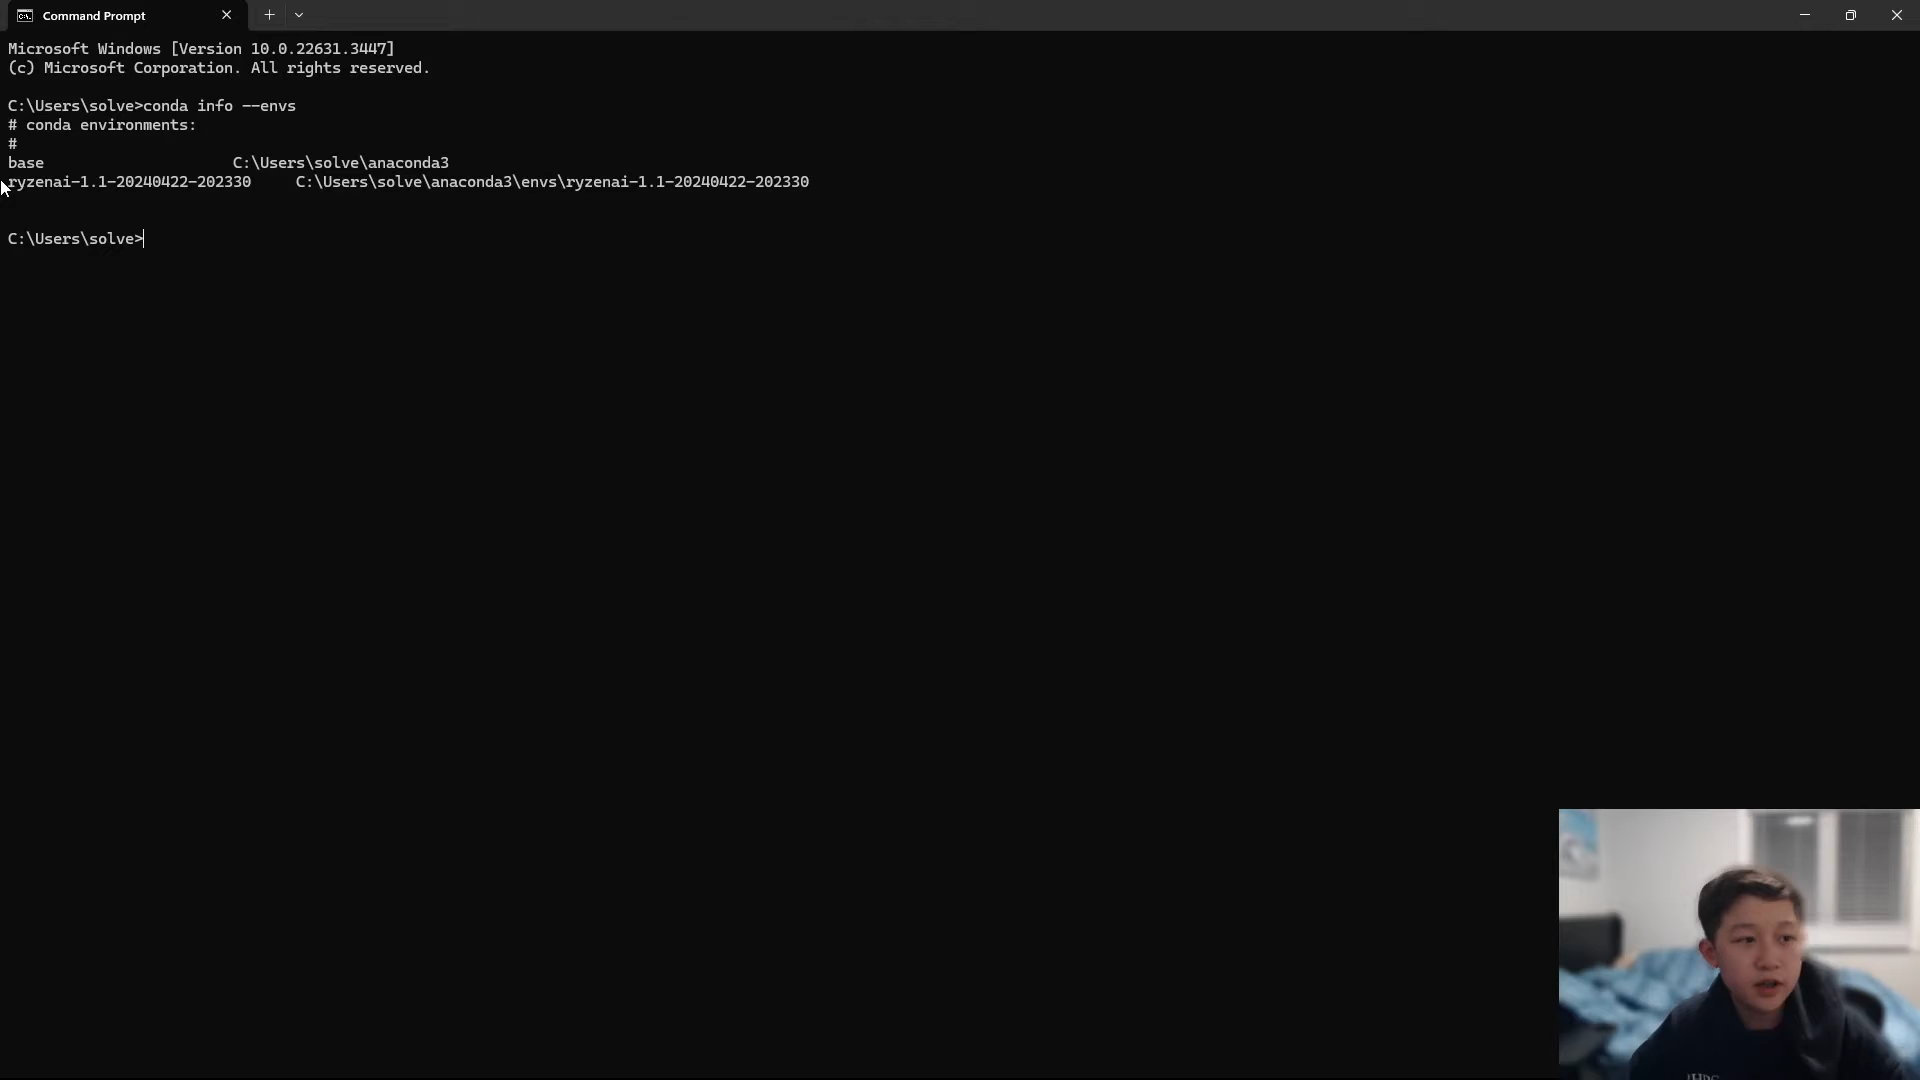 Command Prompt
Microsoft Windows [Version 10.0.22631.3447]
(c) Microsoft Corporation. All rights reserved.
C:\Users\solve>conda info --envs
# conda environments:
#
base                     C:\Users\solve\anaconda3
ryzenai-1.1-20240422-202330     C:\Users\solve\anaconda3\envs\ryzenai-1.1-20240422-202330
C:\Users\solve>